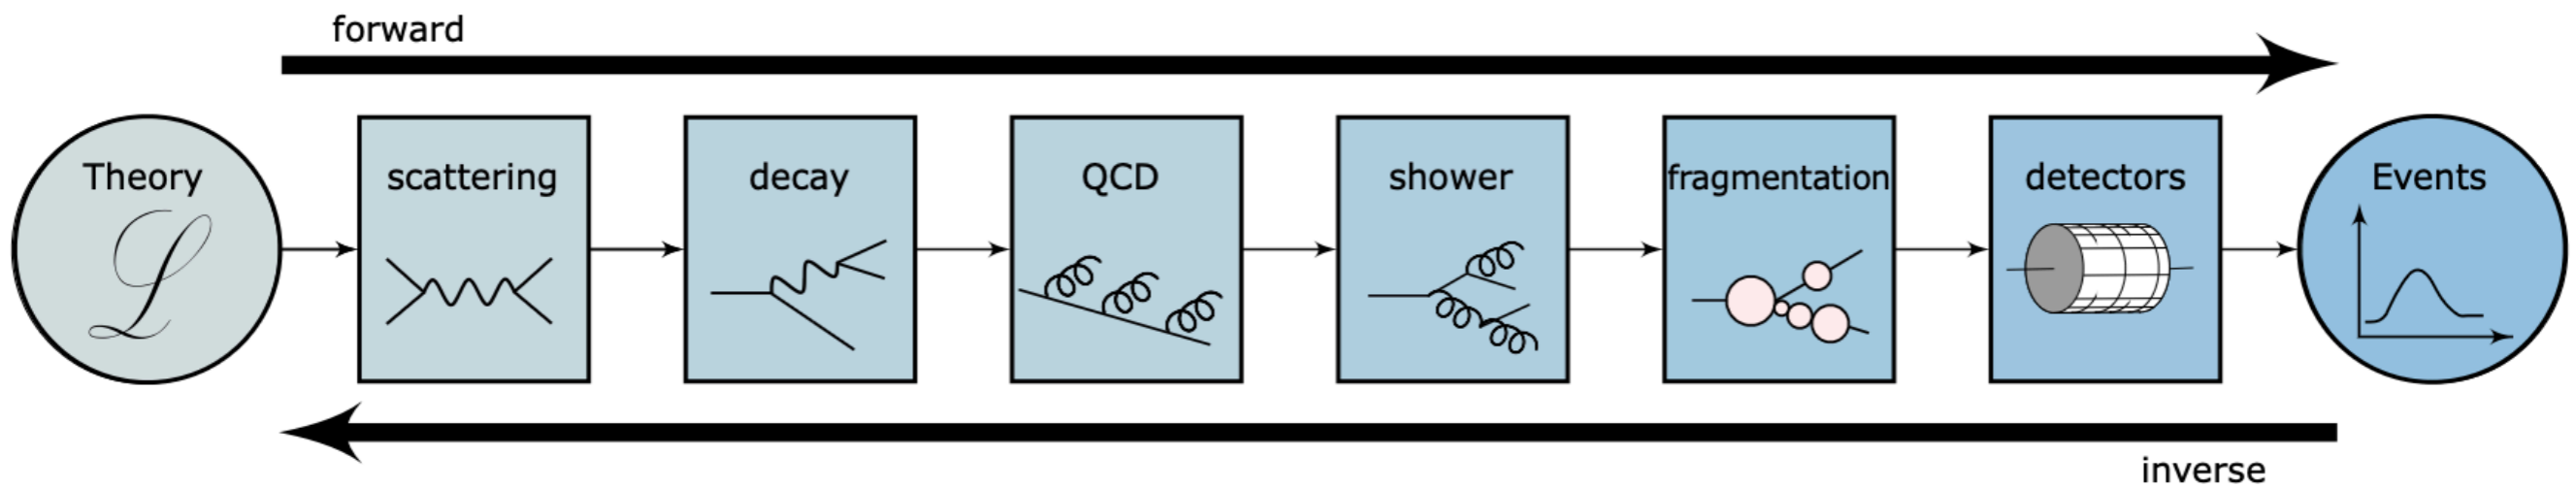 forward
Theory
ℒ
scattering
decay
QCD
shower
fragmentation
detectors
Events
inverse